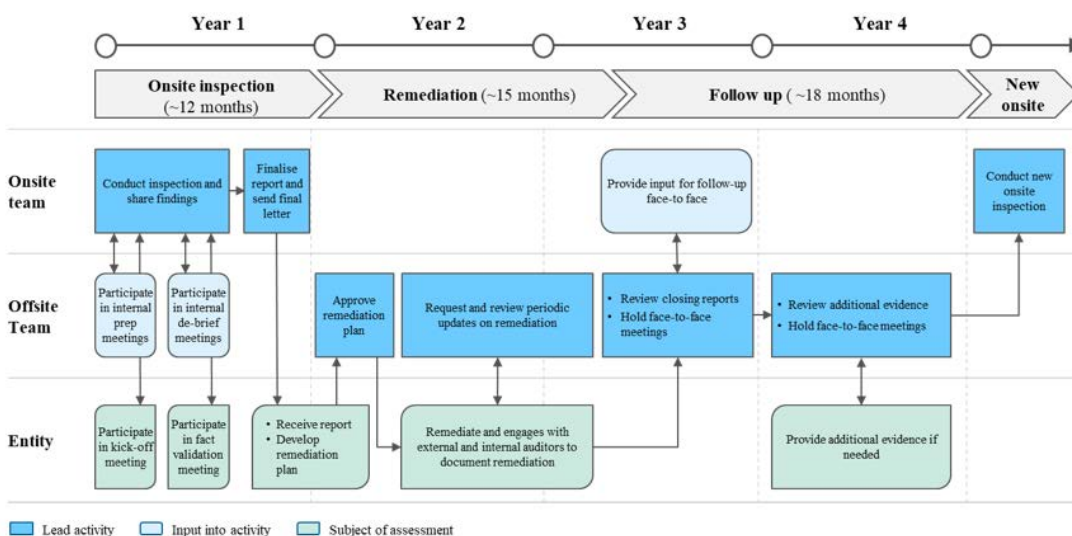 Year 1
Year 2
Year 3
Year 4
Onsite inspection
(~12 months)
Remediation (~15 months)
Follow up ( ~18 months)
New
onsite
Onsite
team
Conduct inspection and
share findings
Finalise
report and
send final
letter
Provide input for follow-up
face-to face
Conduct new
onsite
inspection
Offsite
Team
Participate
in internal
prep
meetings
Participate
in internal
de-brief
meetings
Approve
remediation
plan
Request and review periodic
updates on remediation
• Review closing reports
• Hold face-to-face
meetings
• Review additional evidence
• Hold face-to-face meetings
Entity
Participate
in kick-off
meeting
Participate
in fact
validation
meeting
• Receive report
• Develop
remediation
plan
Remediate and engages with
external and internal auditors to
document remediation
Provide additional evidence if
needed
Lead activity
Input into activity
Subject of assessment